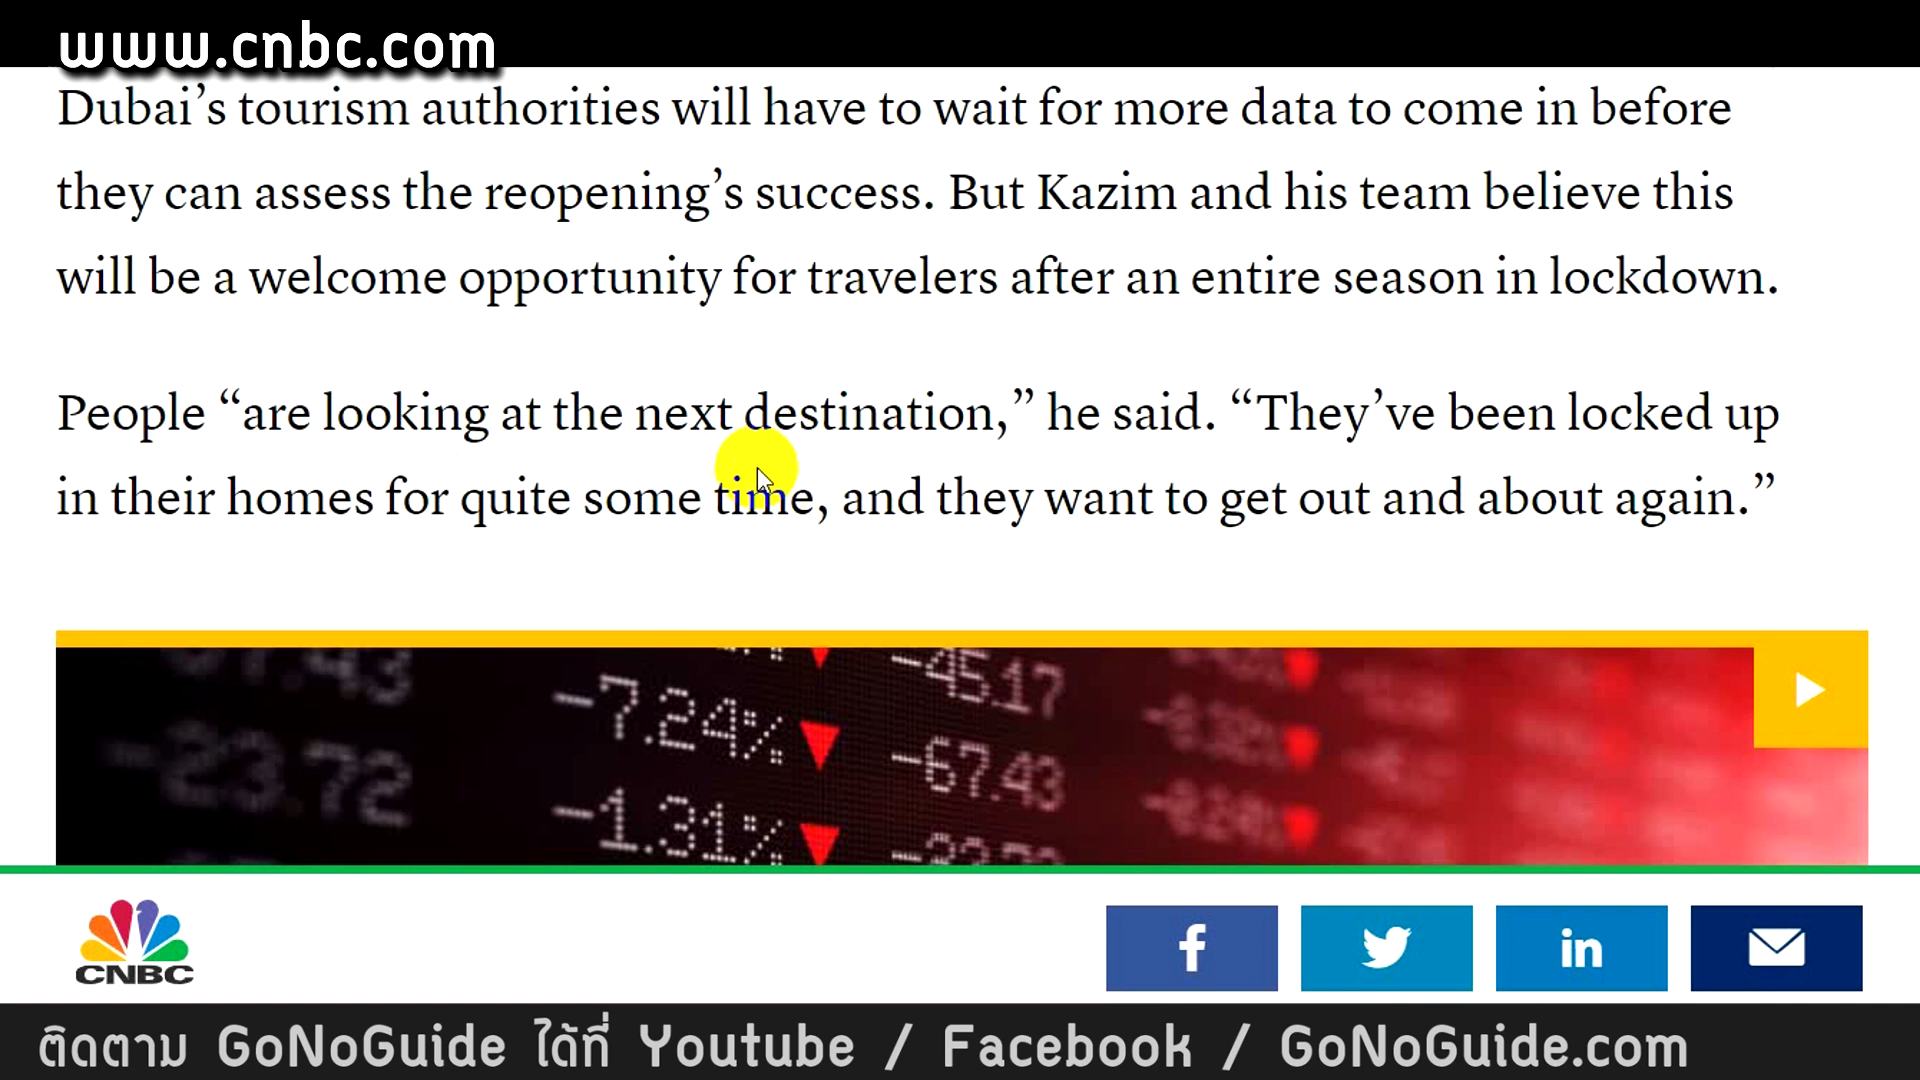 www.cnbc.com
Dubai’s tourism authorities will have to wait for more data to come in before
they can assess the reopening’s success. But Kazim and his team believe this
will be a welcome opportunity for travelers after an entire season in lockdown.
People “are looking at the next destination,” he said. “They’ve been locked up
in their homes for quite some time, and they want to get out and about again.”
-45.17
-7.24%
-67.43
-23.72
-1.31%
CNBC
ติดตาม GoNoGuide ได้ที่ Youtube / Facebook / GoNoGuide.com